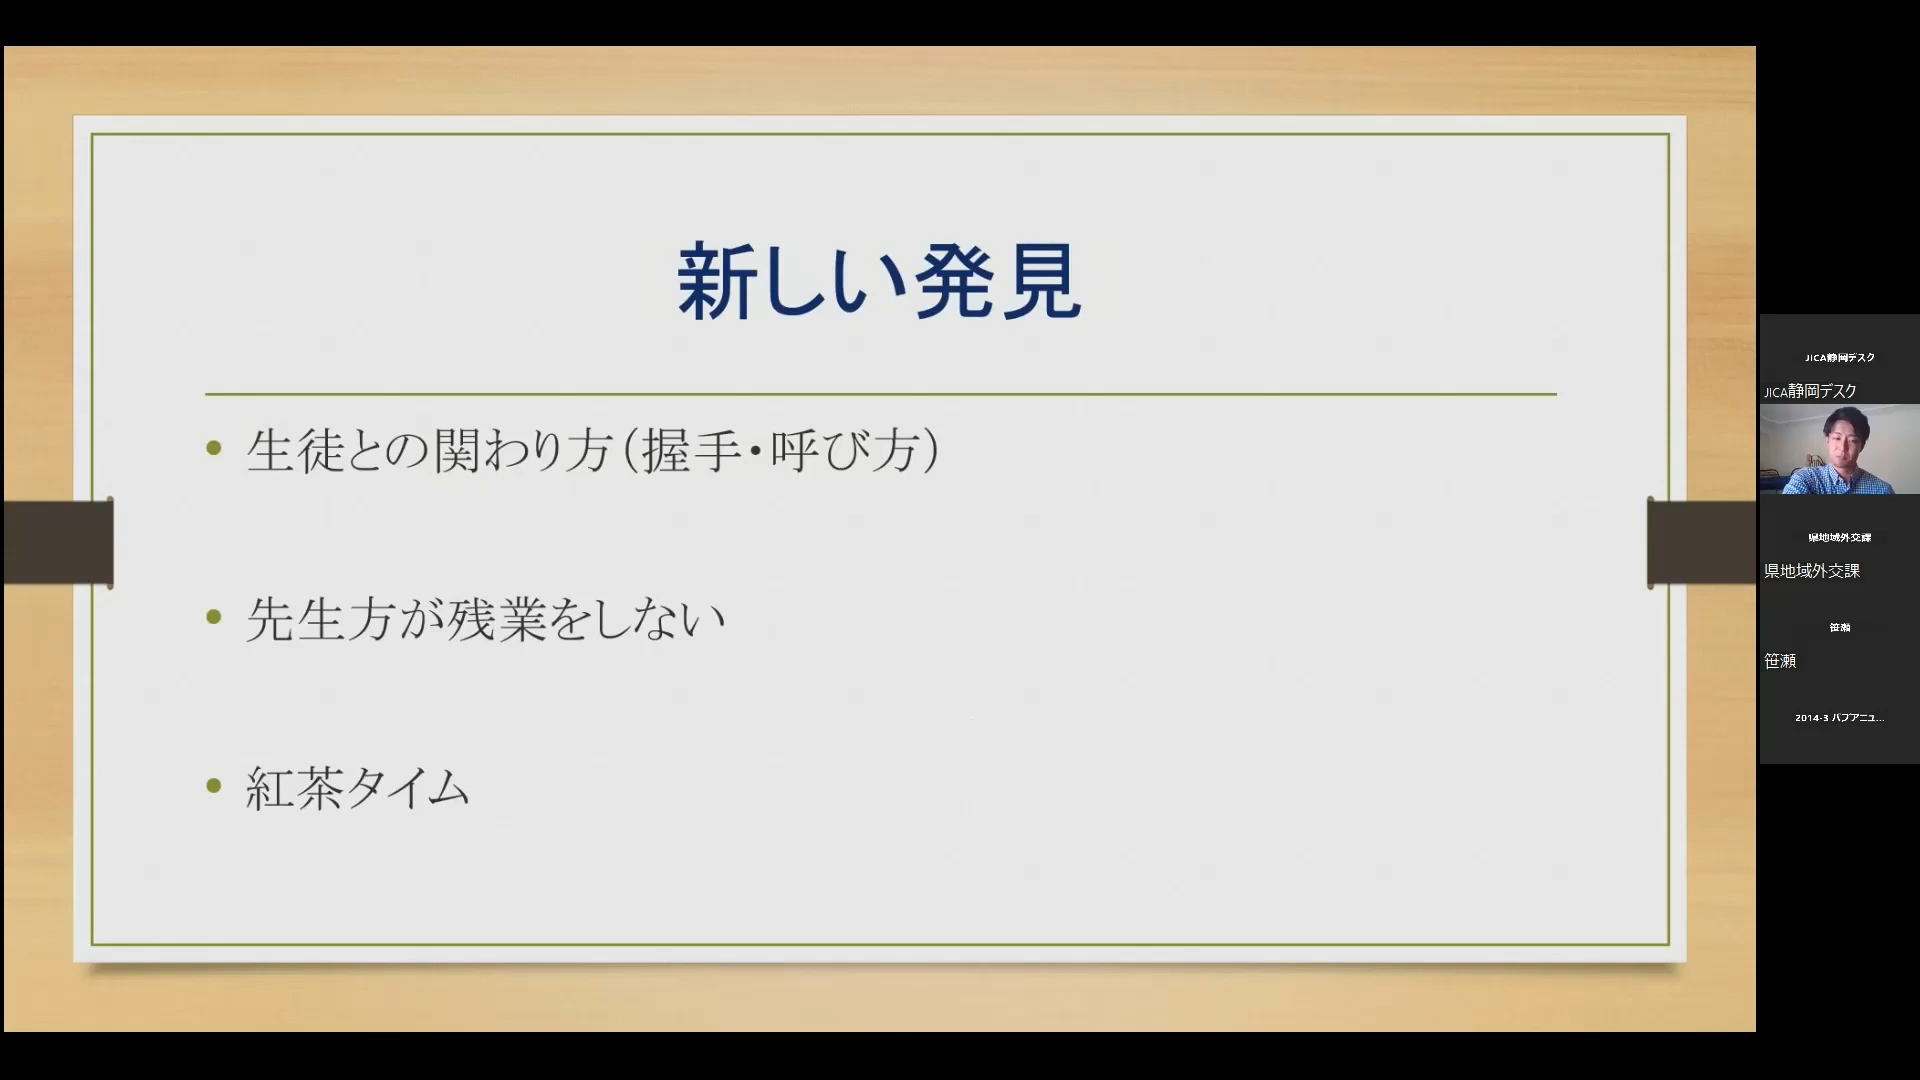 新しい発見
• 生徒との関わり方（握手・呼び方）
• 先生方が残業をしない
• 紅茶タイム
JICA静岡デスク
JICA静岡デスク
県地域外交課
県地域外交課
笹瀬
笹瀬
2014-3 パプアニュ...